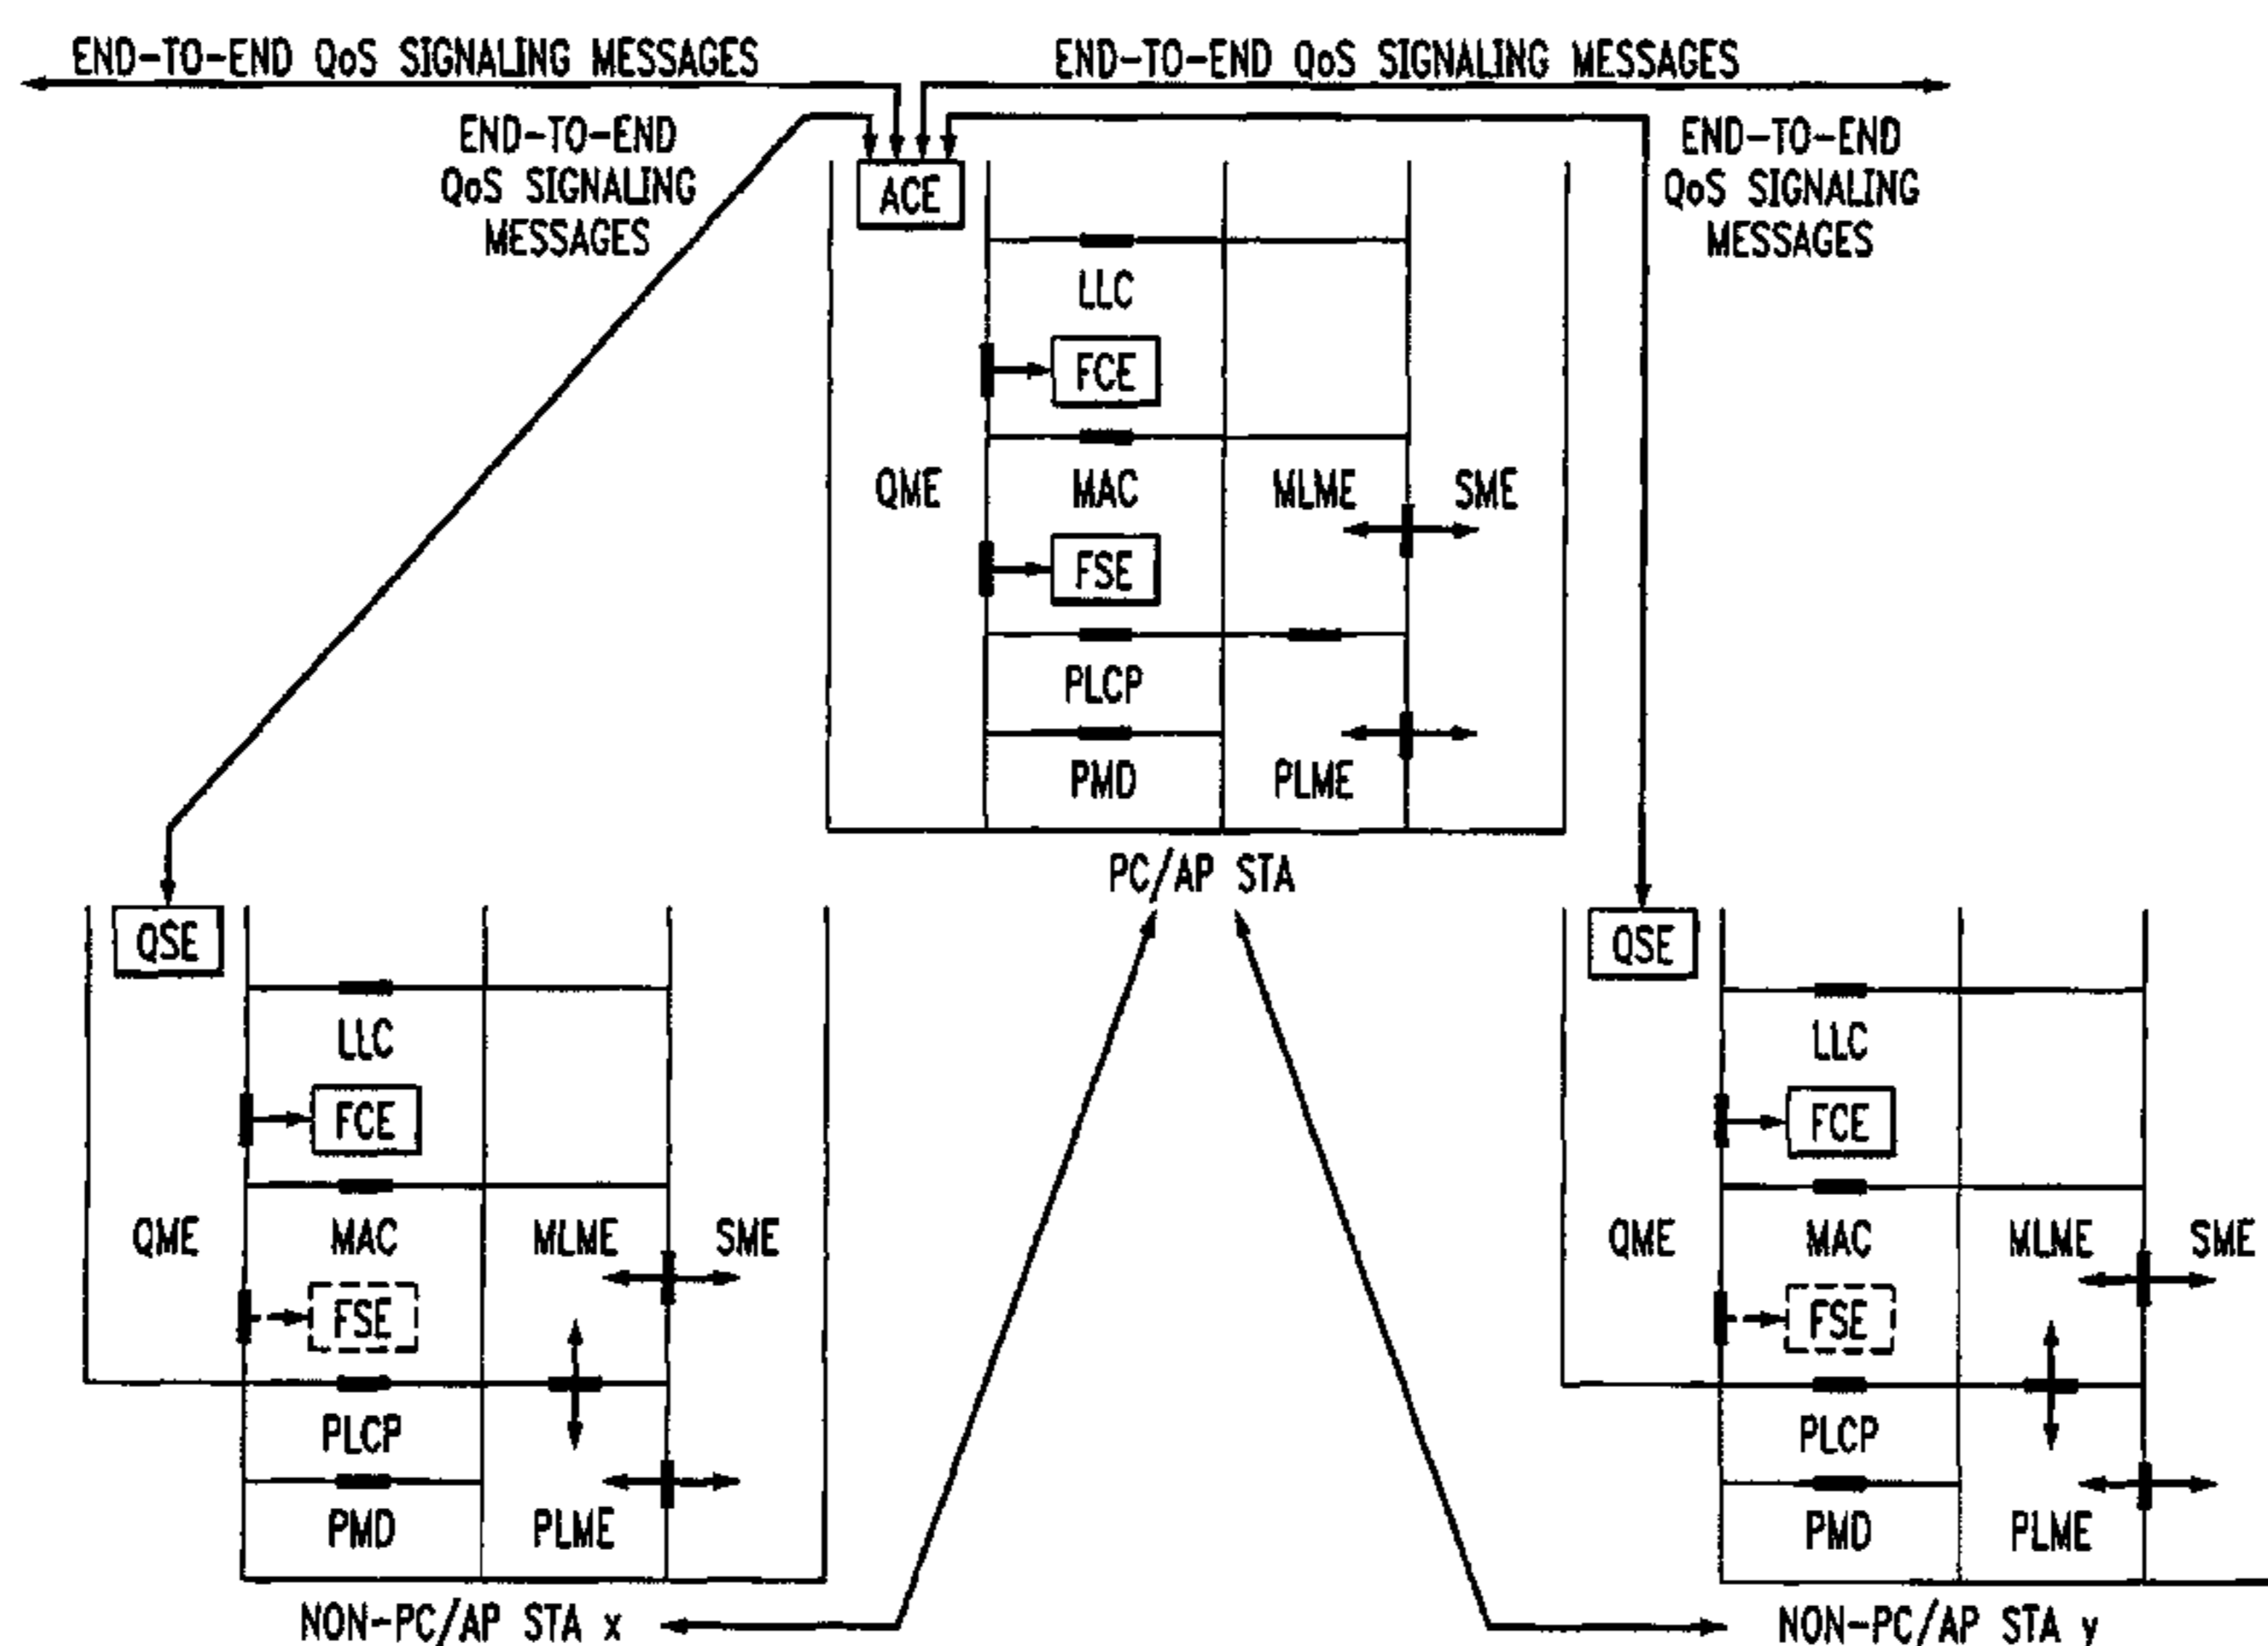 END-TO-END QoS SIGNALING MESSAGES
END-TO-END QoS SIGNALING MESSAGES
END-TO-END
QoS SIGNALING
MESSAGES
END-TO-END
QoS SIGNALING
MESSAGES
ACE
LLC
FCE
QME
MAC
MLME
SME
FSE
PLCP
PMD
PLME
PC/AP STA
QSE
LLC
FCE
QME
MAC
MLME
SME
FSE
PLCP
PMD
PLME
NON-PC/AP STA x
QSE
LLC
FCE
QME
MAC
MLME
SME
FSE
PLCP
PMD
PLME
NON-PC/AP STA y